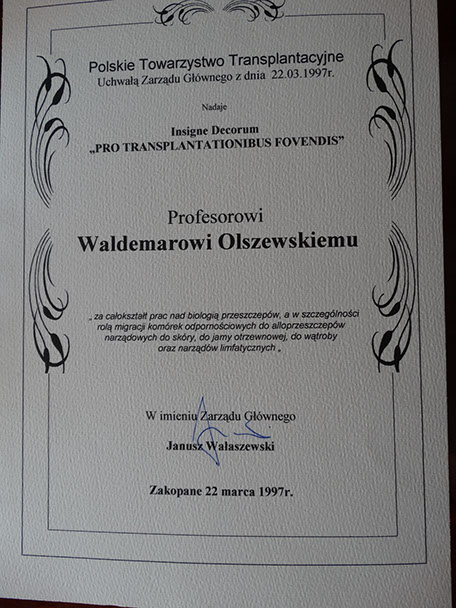 Polskie Towarzystwo Transplantacyjne
Uchwałą Zarządu Głównego z dnia 22.03.1997r.
Nadaje
Insigne Decorum
„PRO TRANSPLANTATIONIBUS FOVENDIS”
Profesorowi
Waldemarowi Olszewskiemu
„ za całokształt prac nad biologią przeszczepów, a w szczególności
rolą migracji komórek odpornościowych do alloprzeszczepów
narządowych do skóry, do jamy otrzewnowej, do wątroby
oraz narządów limfatycznych „
W imieniu Zarządu Głównego
Janusz Wałaszewski
Zakopane 22 marca 1997r.